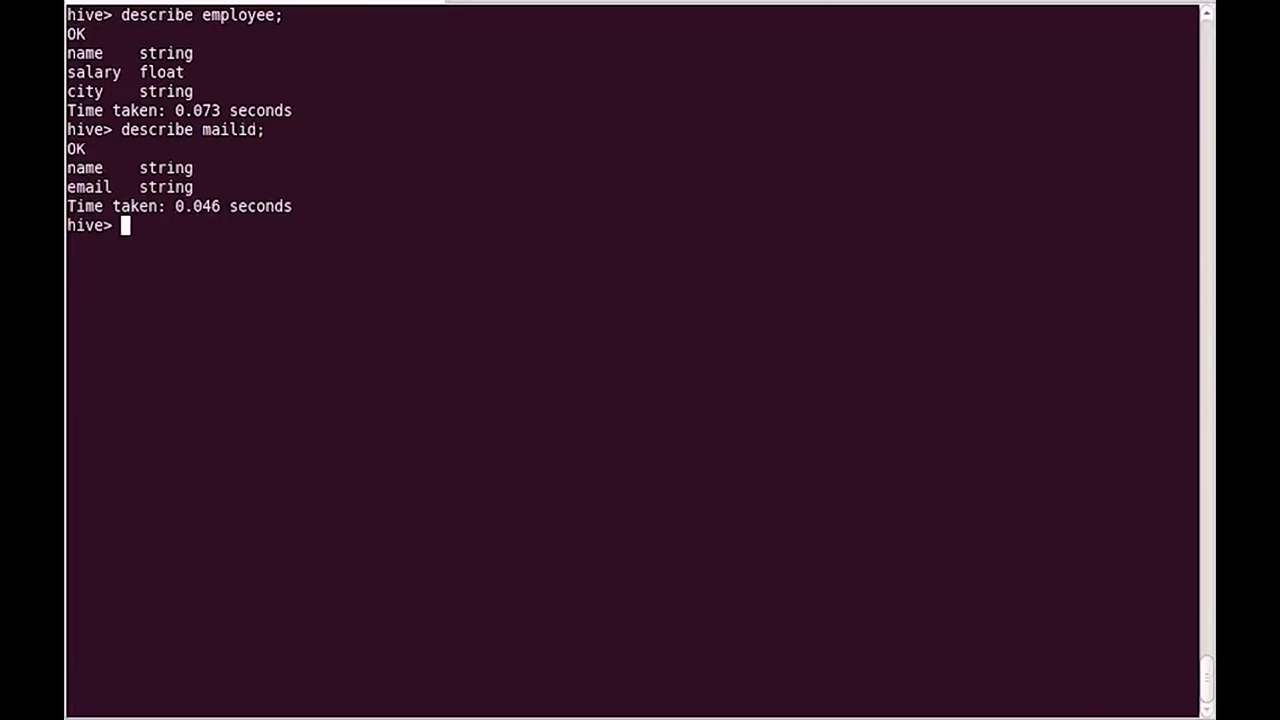 hive> describe employee;
OK
name    string
salary  float
city    string
Time taken: 0.073 seconds
hive> describe mailid;
OK
name    string
email   string
Time taken: 0.046 seconds
hive>